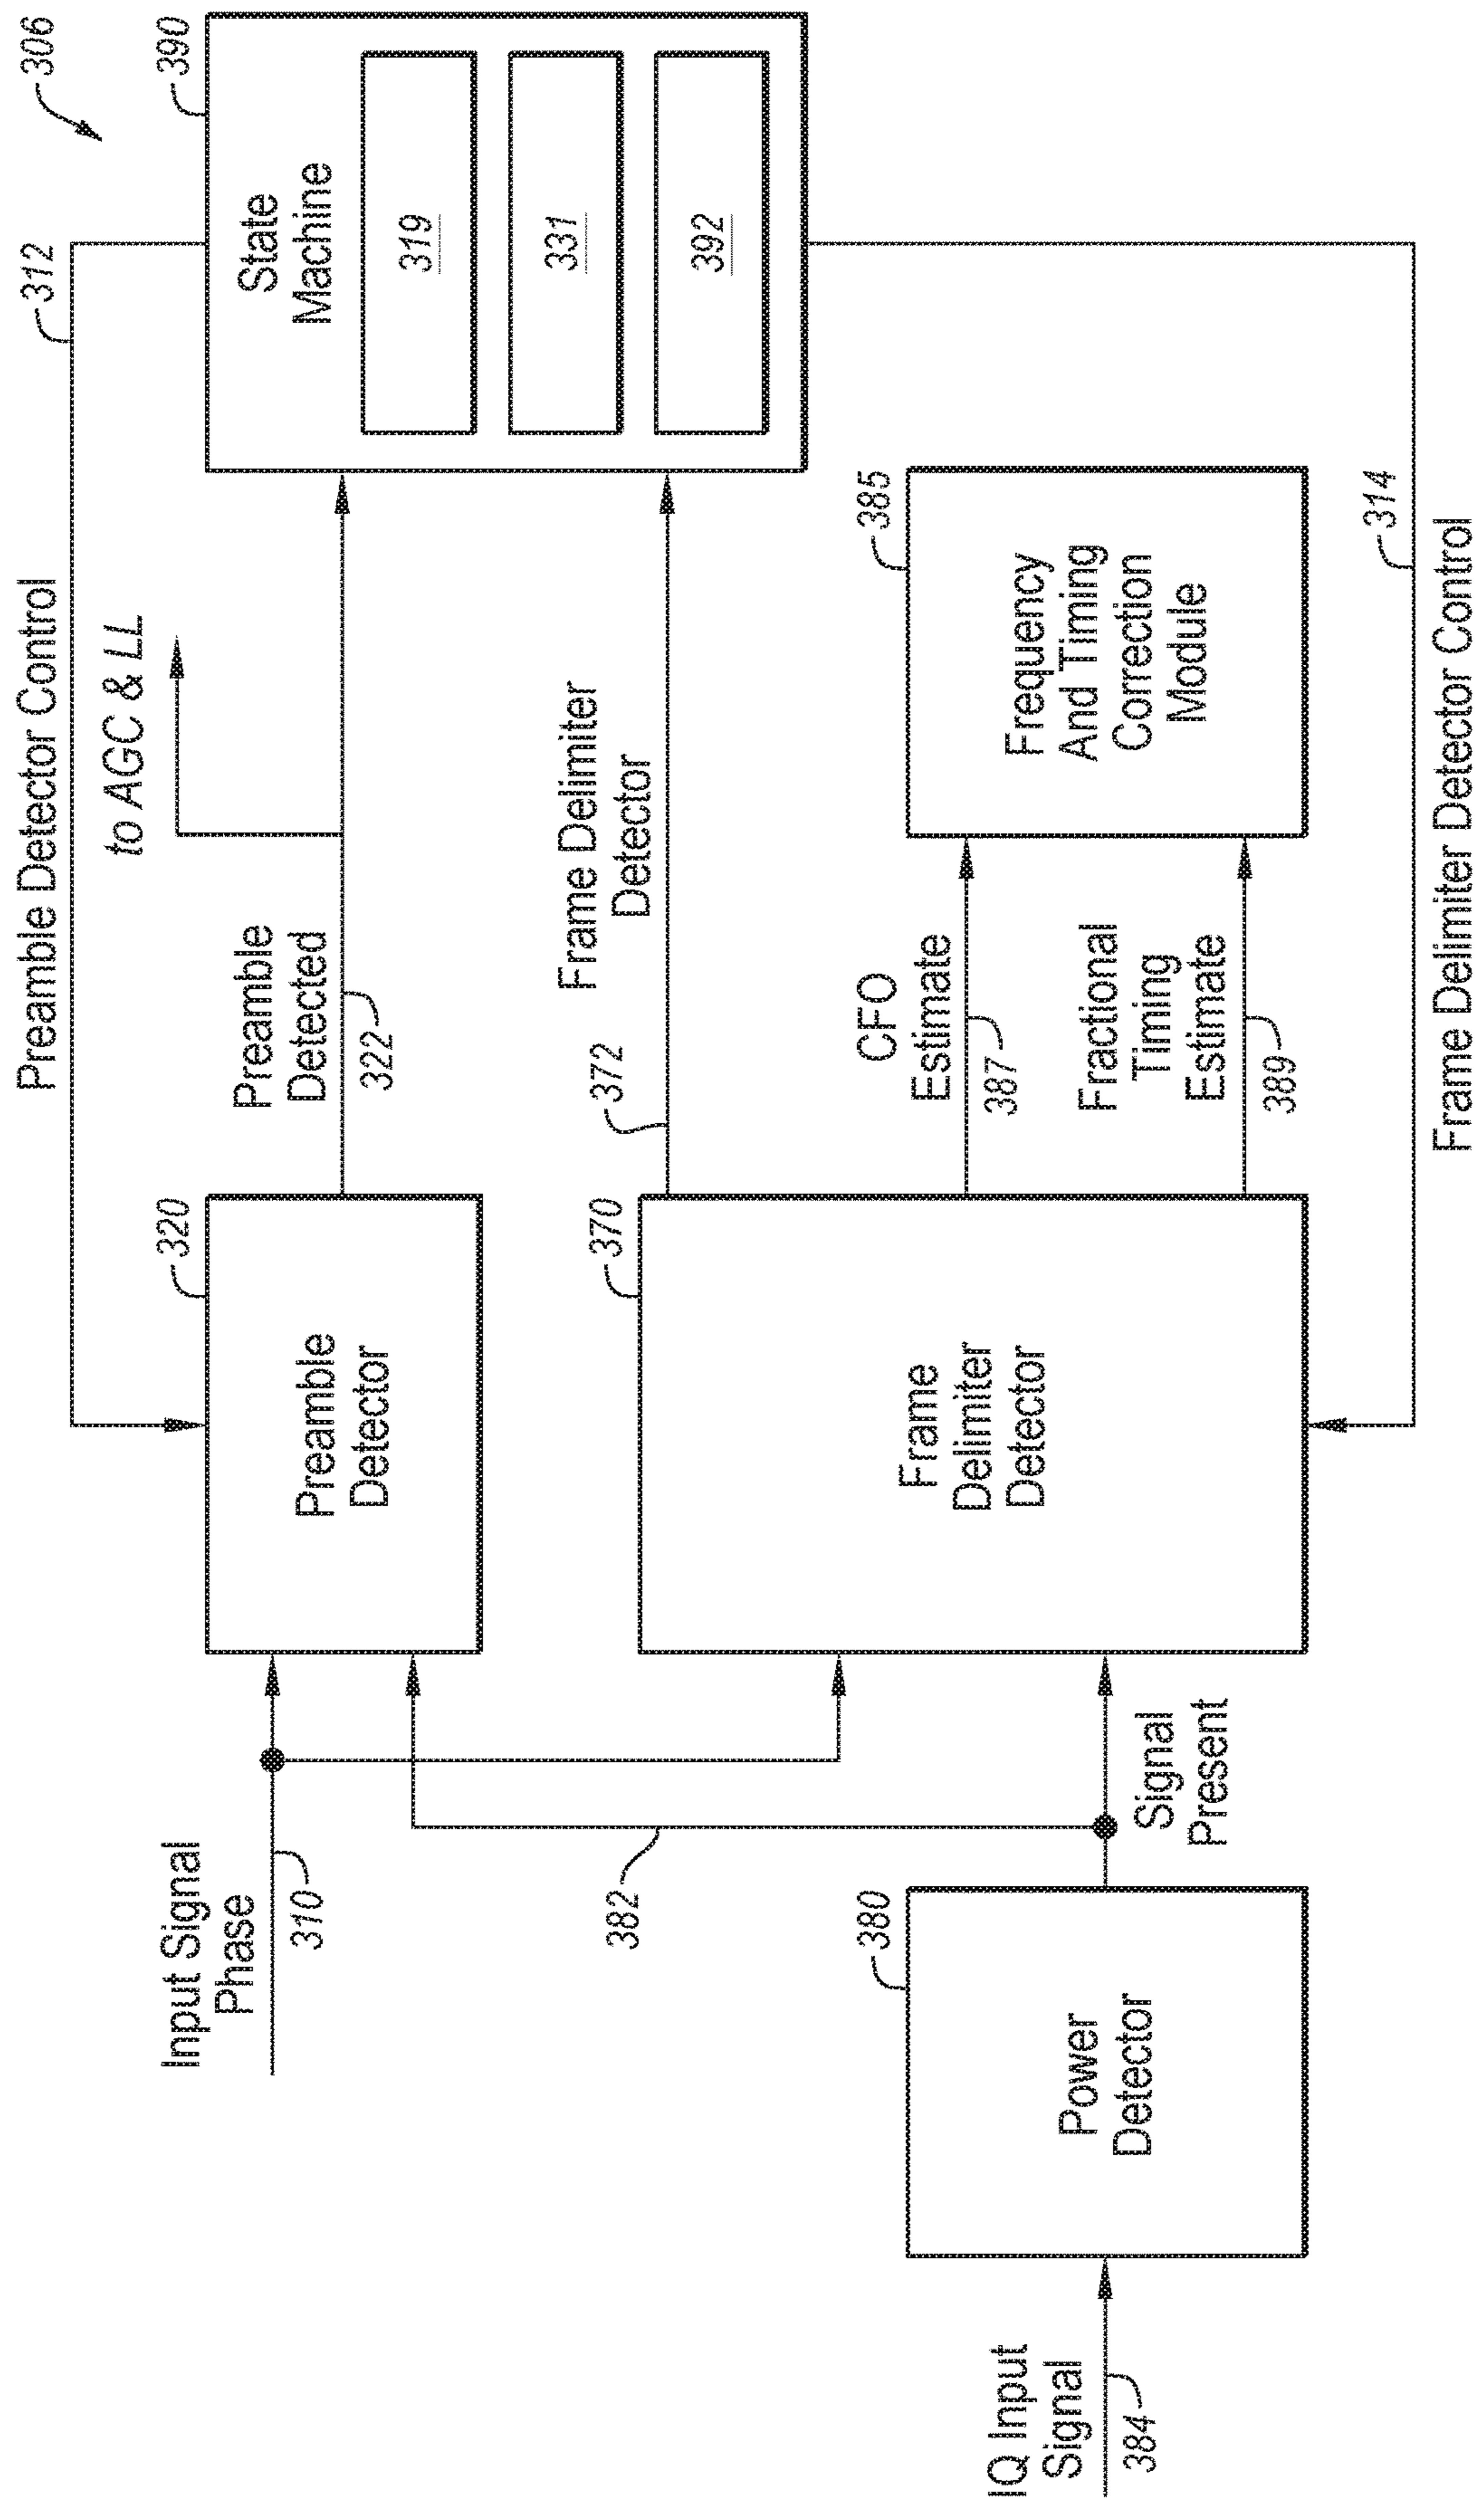 306
312
Preamble Detector Control
390
State
Machine
319
331
392
to AGC & LL
Input Signal
Phase
310
320
Preamble
Detector
Preamble
Detected
322
Frame Delimiter
Detector
372
382
370
Frame
Delimiter
Detector
CFO
Estimate
387
Fractional
Timing
Estimate
389
385
Frequency
And Timing
Correction
Module
IQ Input
Signal
384
380
Power
Detector
Signal
Present
314
Frame Delimiter Detector Control